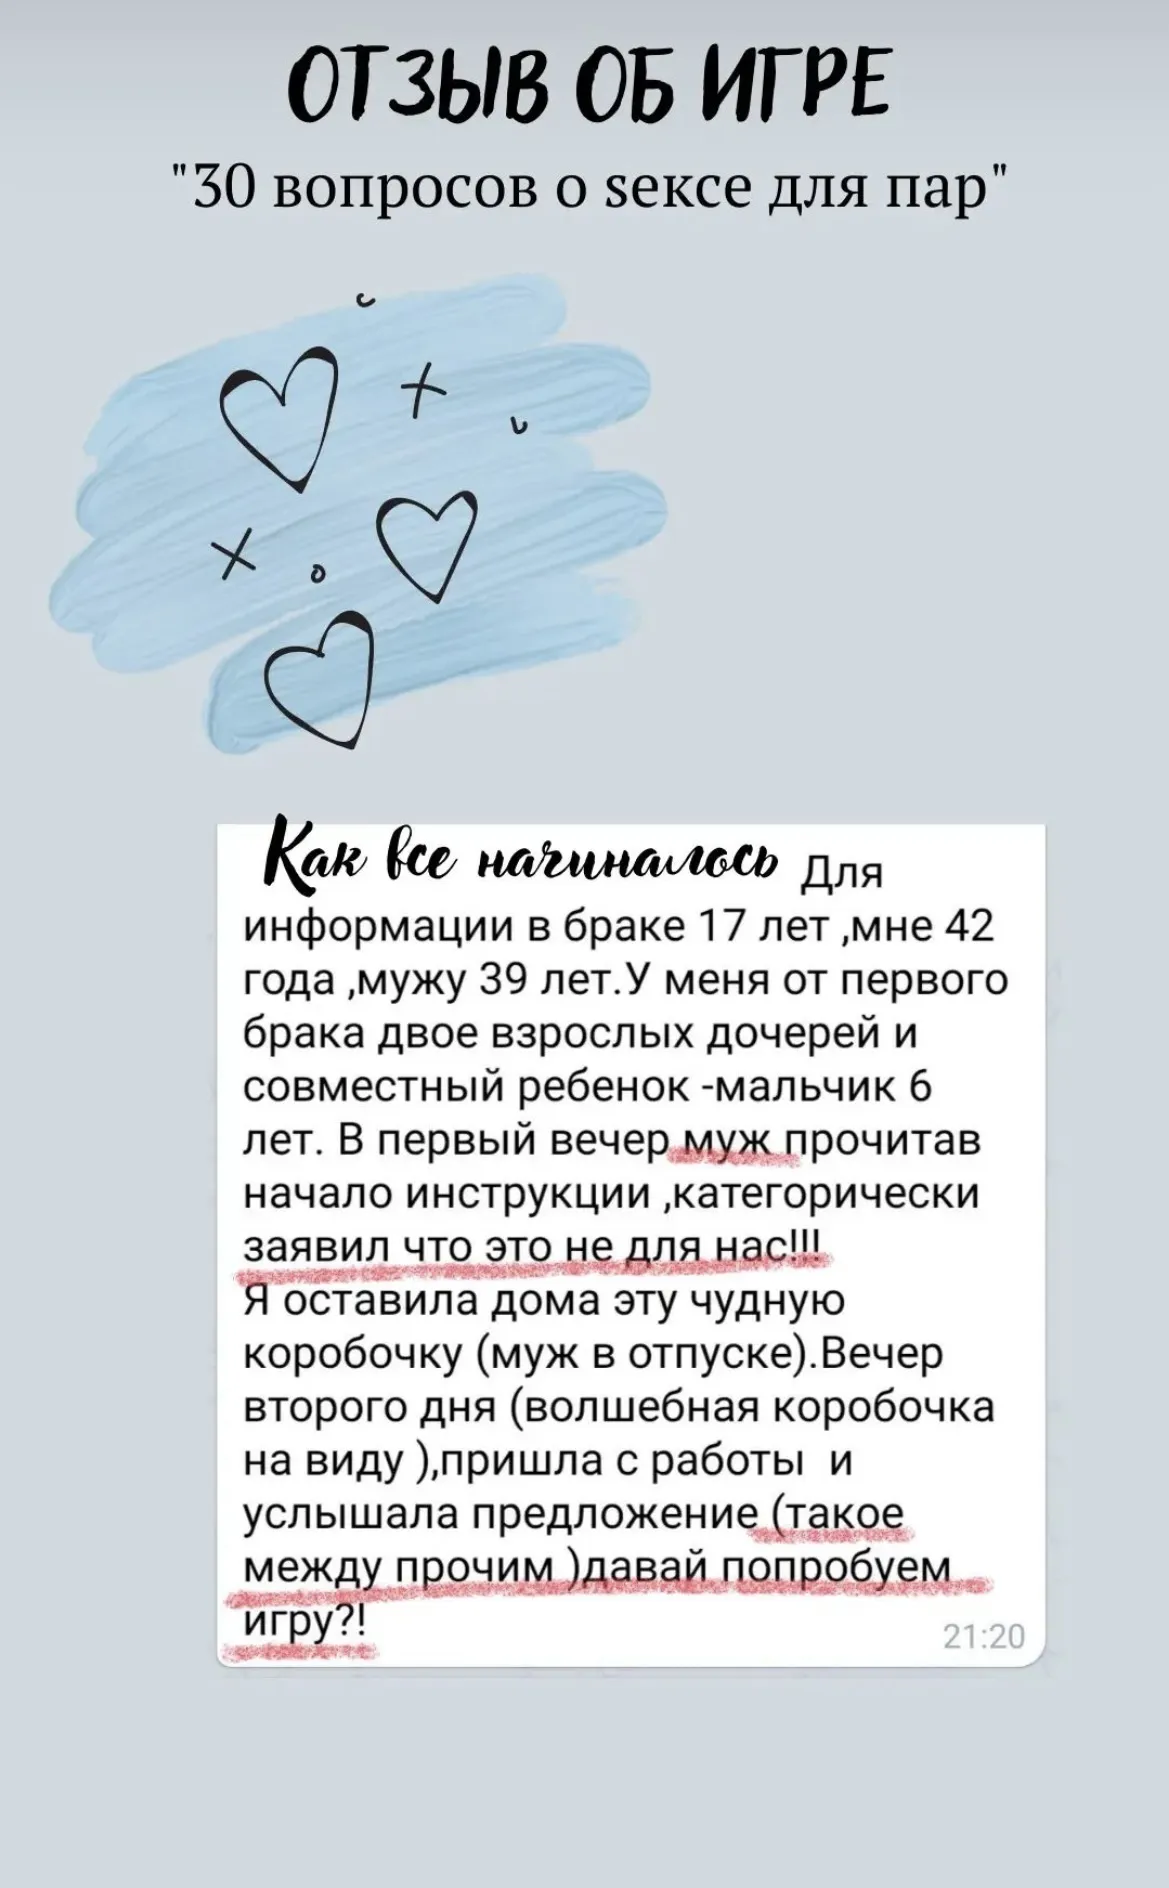 ОТЗЫВ ОБ ИГРЕ
"30 вопросов о sексе для пар"
Как все начиналось Для
информации в браке 17 лет ,мне 42
года ,мужу 39 лет.У меня от первого
брака двое взрослых дочерей и
совместный ребенок -мальчик 6
лет. В первый вечер муж прочитав
начало инструкции ,категорически
заявил что это не для нас!!!
Я оставила дома эту чудную
коробочку (муж в отпуске).Вечер
второго дня (волшебная коробочка
на виду ),пришла с работы и
услышала предложение (такое
между прочим )давай попробуем
игру?!
21:20